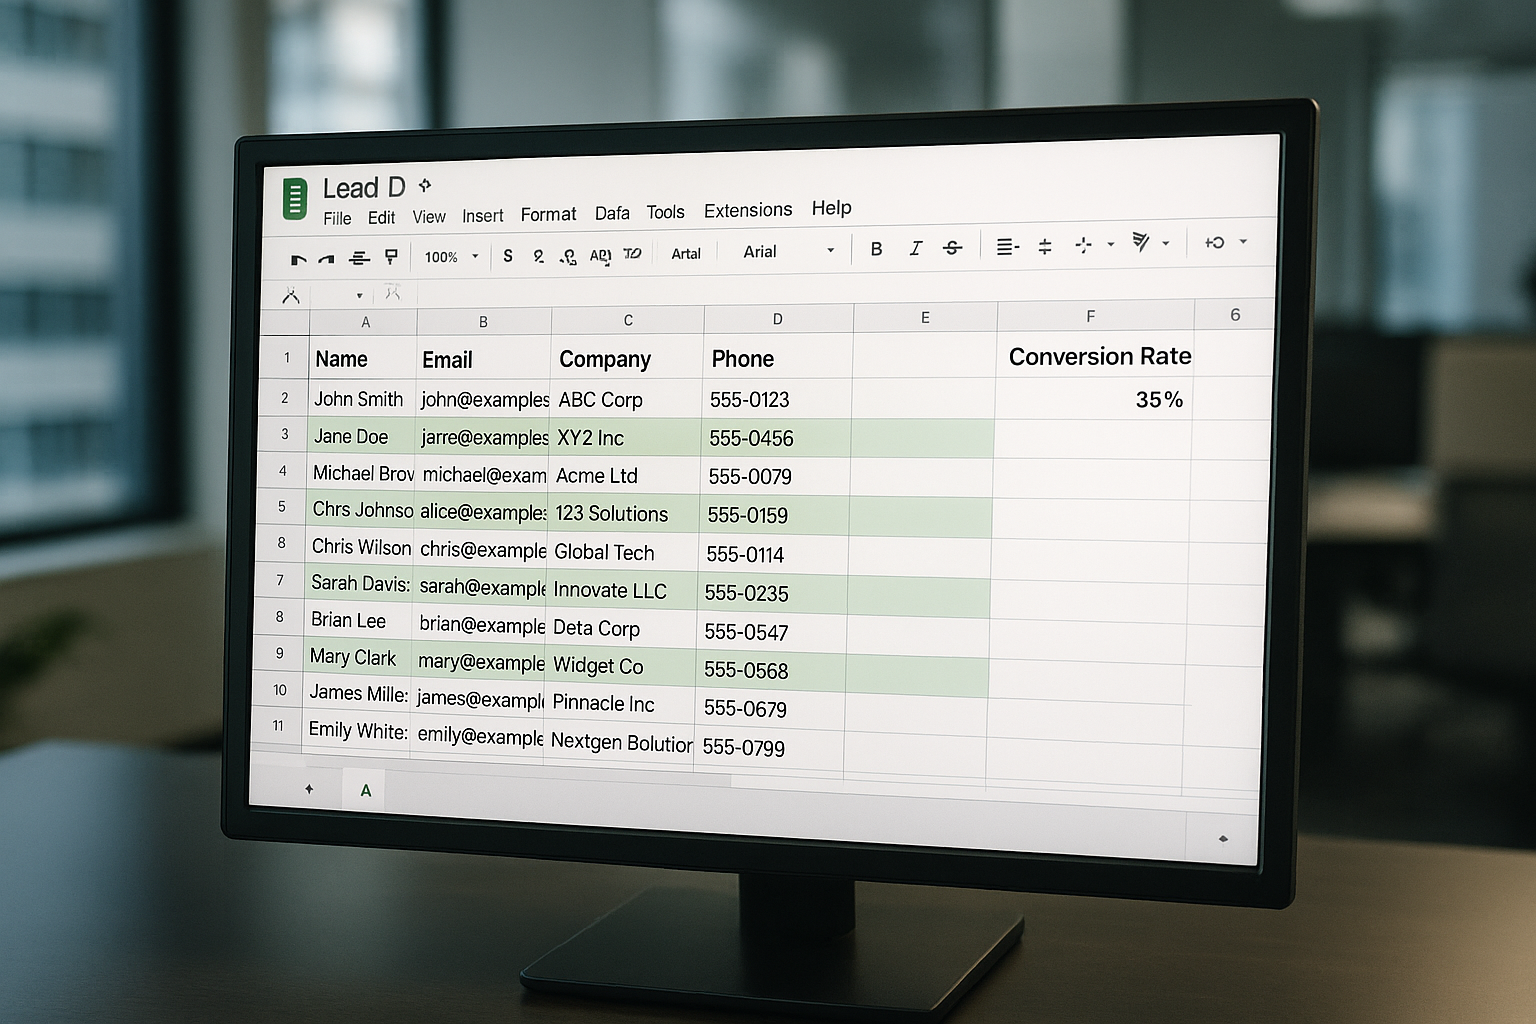 Lead D
Fille Edit View Insert Format Dafa Tools Extensions Help
100% S Artal Arial B I S
A B C D E F 6
1 Name Email Company Phone Conversion Rate
2 John Smith john@examples ABC Corp 555-0123 35%
3 Jane Doe jarre@examples XY2 Inc 555-0456
4 Michael Brov michael@exam Acme Ltd 555-0079
5 Chrs Johnso alice@examples 123 Solutions 555-0159
8 Chris Wilson chris@example Global Tech 555-0114
7 Sarah Davis: sarah@example Innovate LLC 555-0235
8 Brian Lee brian@example Deta Corp 555-0547
9 Mary Clark mary@example Widget Co 555-0568
10 James Mille: james@exampl Pinnacle Inc 555-0679
11 Emily White: emily@example Nextgen Bolutior 555-0799
A